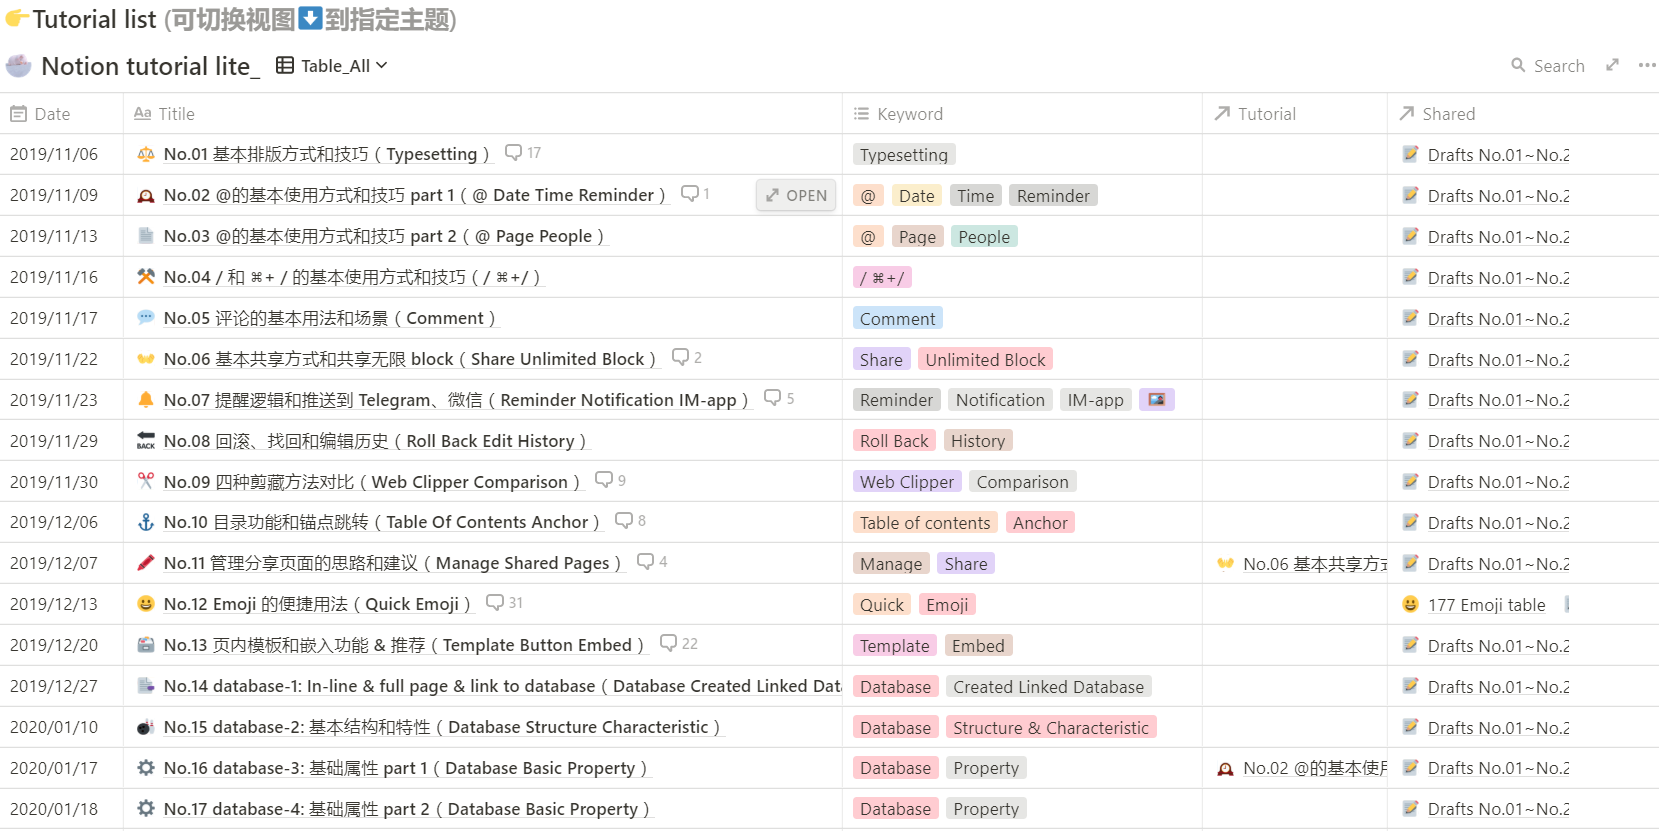 👉Tutorial list (可切换视图⬇️到指定主题)
Notion tutorial lite_ Table_All Search
Date Titile Keyword Tutorial Shared
2019/11/06 No.01 基本排版方式和技巧 ( Typesetting ) 17 Typesetting Drafts No.01~No.2
2019/11/09 No.02 @的基本使用方式和技巧 part 1 ( @ Date Time Reminder ) 1 OPEN @ Date Time Reminder Drafts No.01~No.2
2019/11/13 No.03 @的基本使用方式和技巧 part 2 ( @ Page People ) @ Page People Drafts No.01~No.2
2019/11/16 No.04 / 和 ⌘+ / 的基本使用方式和技巧 ( / ⌘+/ ) / ⌘+/ Drafts No.01~No.2
2019/11/17 No.05 评论的基本用法和场景 ( Comment ) Comment Drafts No.01~No.2
2019/11/22 No.06 基本共享方式和共享无限 block ( Share Unlimited Block ) 2 Share Unlimited Block Drafts No.01~No.2
2019/11/23 No.07 提醒逻辑和推送到 Telegram、微信 ( Reminder Notification IM-app ) 5 Reminder Notification IM-app Drafts No.01~No.2
2019/11/29 BACK No.08 回滚、找回和编辑历史 ( Roll Back Edit History ) Roll Back History Drafts No.01~No.2
2019/11/30 No.09 四种剪藏方法对比 ( Web Clipper Comparison ) 9 Web Clipper Comparison Drafts No.01~No.2
2019/12/06 No.10 目录功能和锚点跳转 ( Table Of Contents Anchor ) 8 Table of contents Anchor Drafts No.01~No.2
2019/12/07 No.11 管理分享页面的思路和建议 ( Manage Shared Pages ) 4 Manage Share No.06 基本共享方式 Drafts No.01~No.2
2019/12/13 No.12 Emoji 的便捷用法 ( Quick Emoji ) 31 Quick Emoji 177 Emoji table
2019/12/20 No.13 页内模板和嵌入功能 & 推荐 ( Template Button Embed ) 22 Template Embed Drafts No.01~No.2
2019/12/27 No.14 database-1: In-line & full page & link to database ( Database Created Linked Dat Database Created Linked Database Drafts No.01~No.2
2020/01/10 No.15 database-2: 基本结构和特性 ( Database Structure Characteristic ) Database Structure & Characteristic Drafts No.01~No.2
2020/01/17 No.16 database-3: 基础属性 part 1 ( Database Basic Property ) Database Property No.02 @的基本使用 Drafts No.01~No.2
2020/01/18 No.17 database-4: 基础属性 part 2 ( Database Basic Property ) Database Property Drafts No.01~No.2